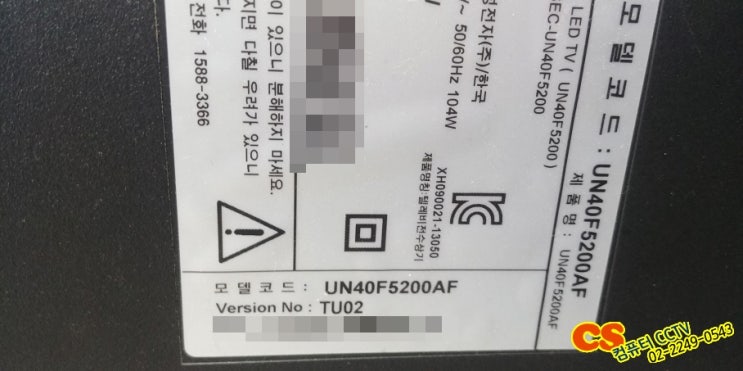 모델코드 : UN40F5200AF
제 품 명 : UN40F5200AF
LED TV ( UN40F5200 )
SEC-UN40F5200
전자(주)/한국
~ 50/60Hz 104W
XH090021-13050
제품명칭:텔레비전수상기
이 있으니 분해하지 마세요.
지면 다칠 우려가 있으니
다.
전화 1588-3366
모델코드 : UN40F5200AF
Version No : TU02
CS
컴퓨터 CCTV
02-2249-0543